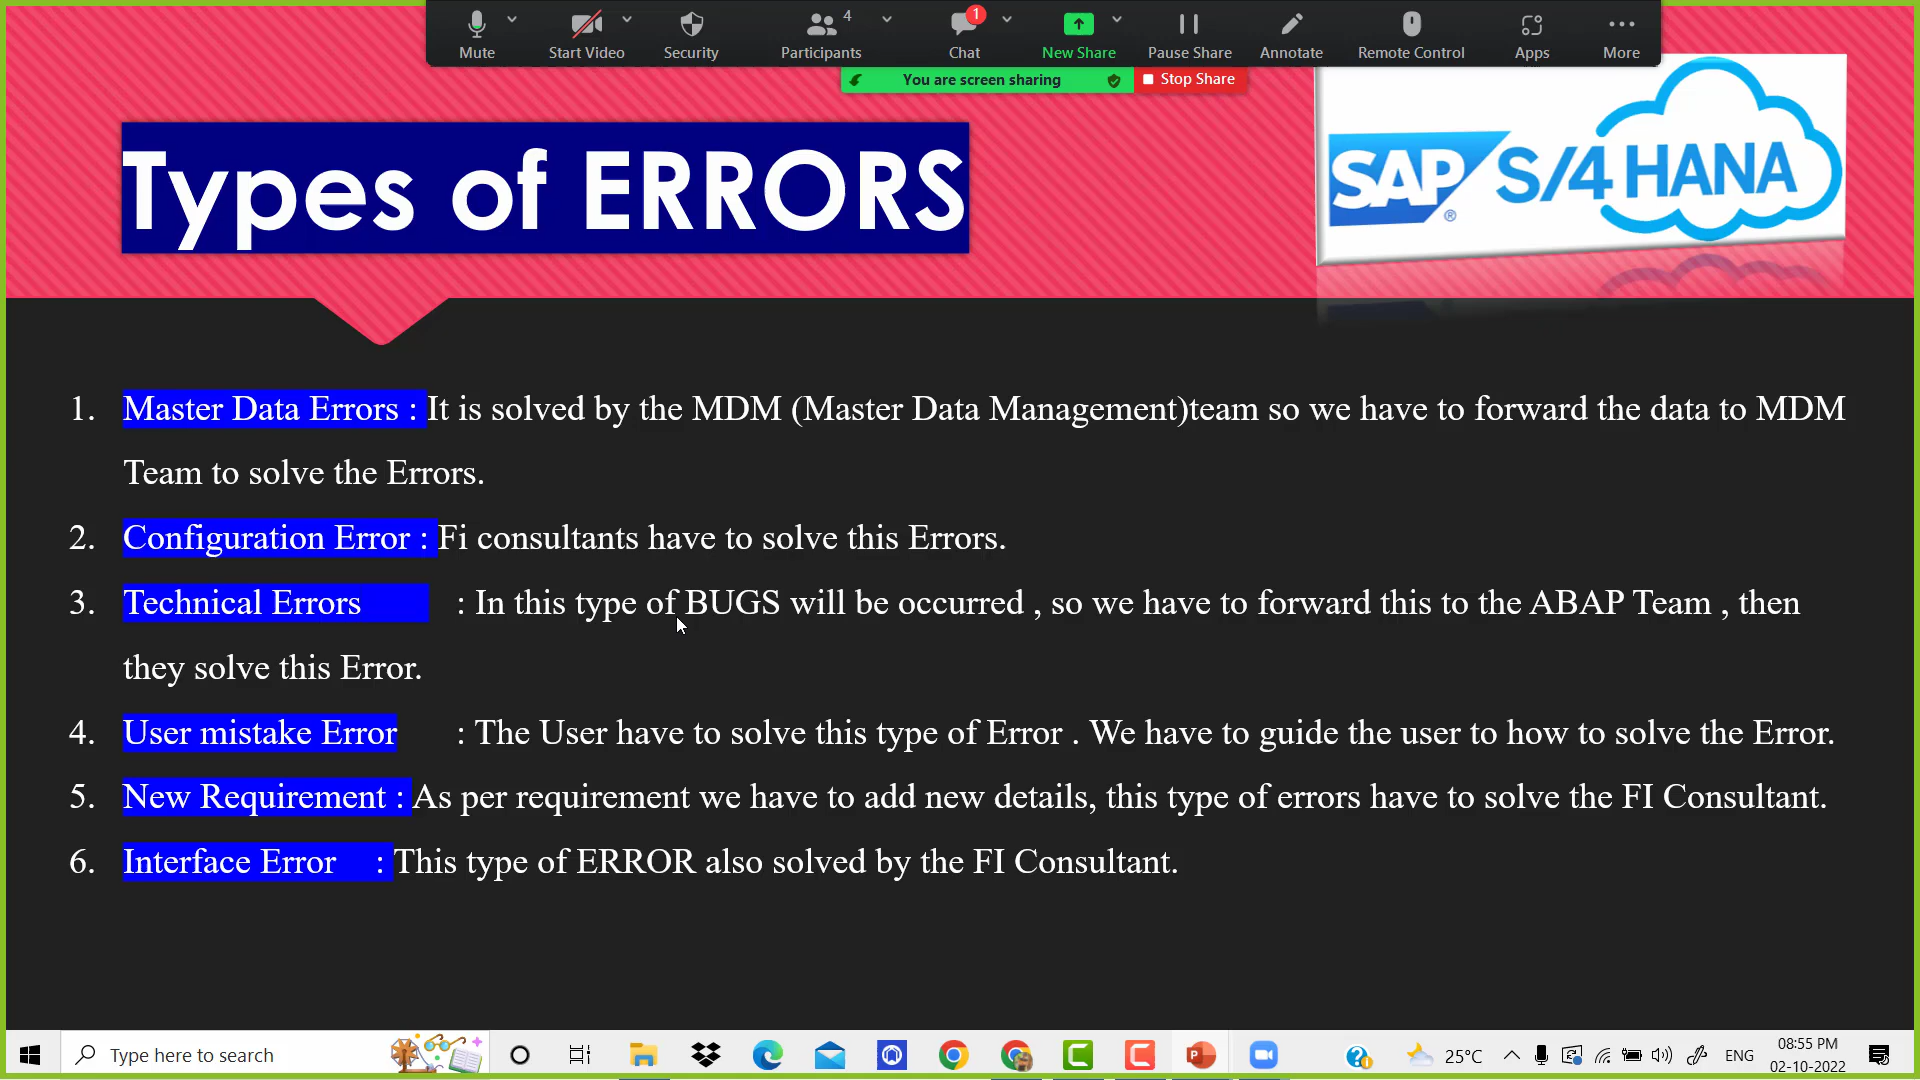 Mute
Start Video
Security
Participants
4
Chat
1
New Share
Pause Share
Annotate
Remote Control
Apps
More
You are screen sharing
Stop Share
Types of ERRORS
SAP ® S/4 HANA
1. Master Data Errors : It is solved by the MDM (Master Data Management)team so we have to forward the data to MDM
Team to solve the Errors.
2. Configuration Error : Fi consultants have to solve this Errors.
3. Technical Errors : In this type of BUGS will be occurred , so we have to forward this to the ABAP Team , then
they solve this Error.
4. User mistake Error : The User have to solve this type of Error . We have to guide the user to how to solve the Error.
5. New Requirement : As per requirement we have to add new details, this type of errors have to solve the FI Consultant.
6. Interface Error : This type of ERROR also solved by the FI Consultant.
Type here to search
25°C
ENG
08:55 PM
02-10-2022